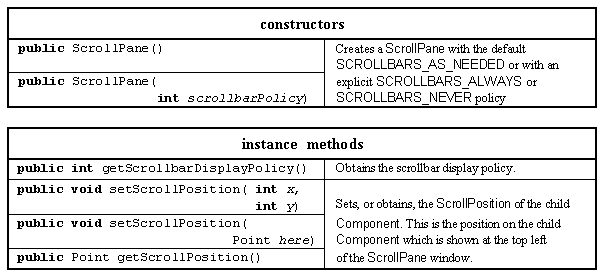 constructors
public ScrollPane()
public ScrollPane(
int scrollbarPolicy)
Creates a ScrollPane with the default
SCROLLBARS_AS_NEEDED or with an
explicit SCROLLBARS_ALWAYS or
SCROLLBARS_NEVER policy
instance methods
public int getScrollbarDisplayPolicy()
Obtains the scrollbar display policy.
public void setScrollPosition( int x,
int y)
public void setScrollPosition(
Point here)
public Point getScrollPosition()
Sets, or obtains, the ScrollPosition of the child
Component. This is the position on the child
Component which is shown at the top left
of the ScrollPane window.